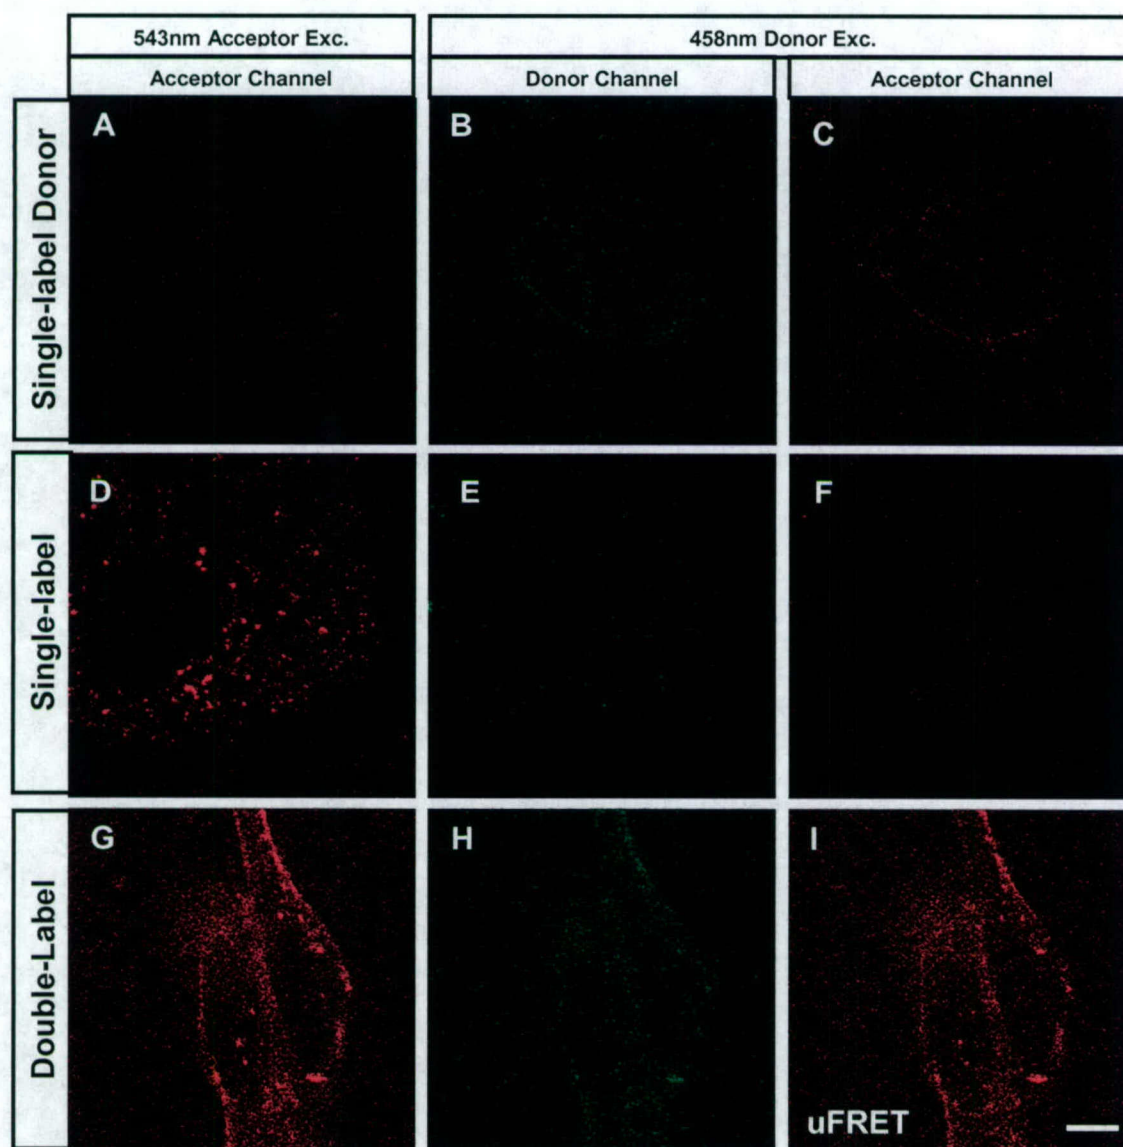 543nm Acceptor Exc.
458nm Donor Exc.
Acceptor Channel
Donor Channel
Acceptor Channel
Single-label Donor
A
B
C
Single-label
D
E
F
Double-Label
G
H
I
uFRET